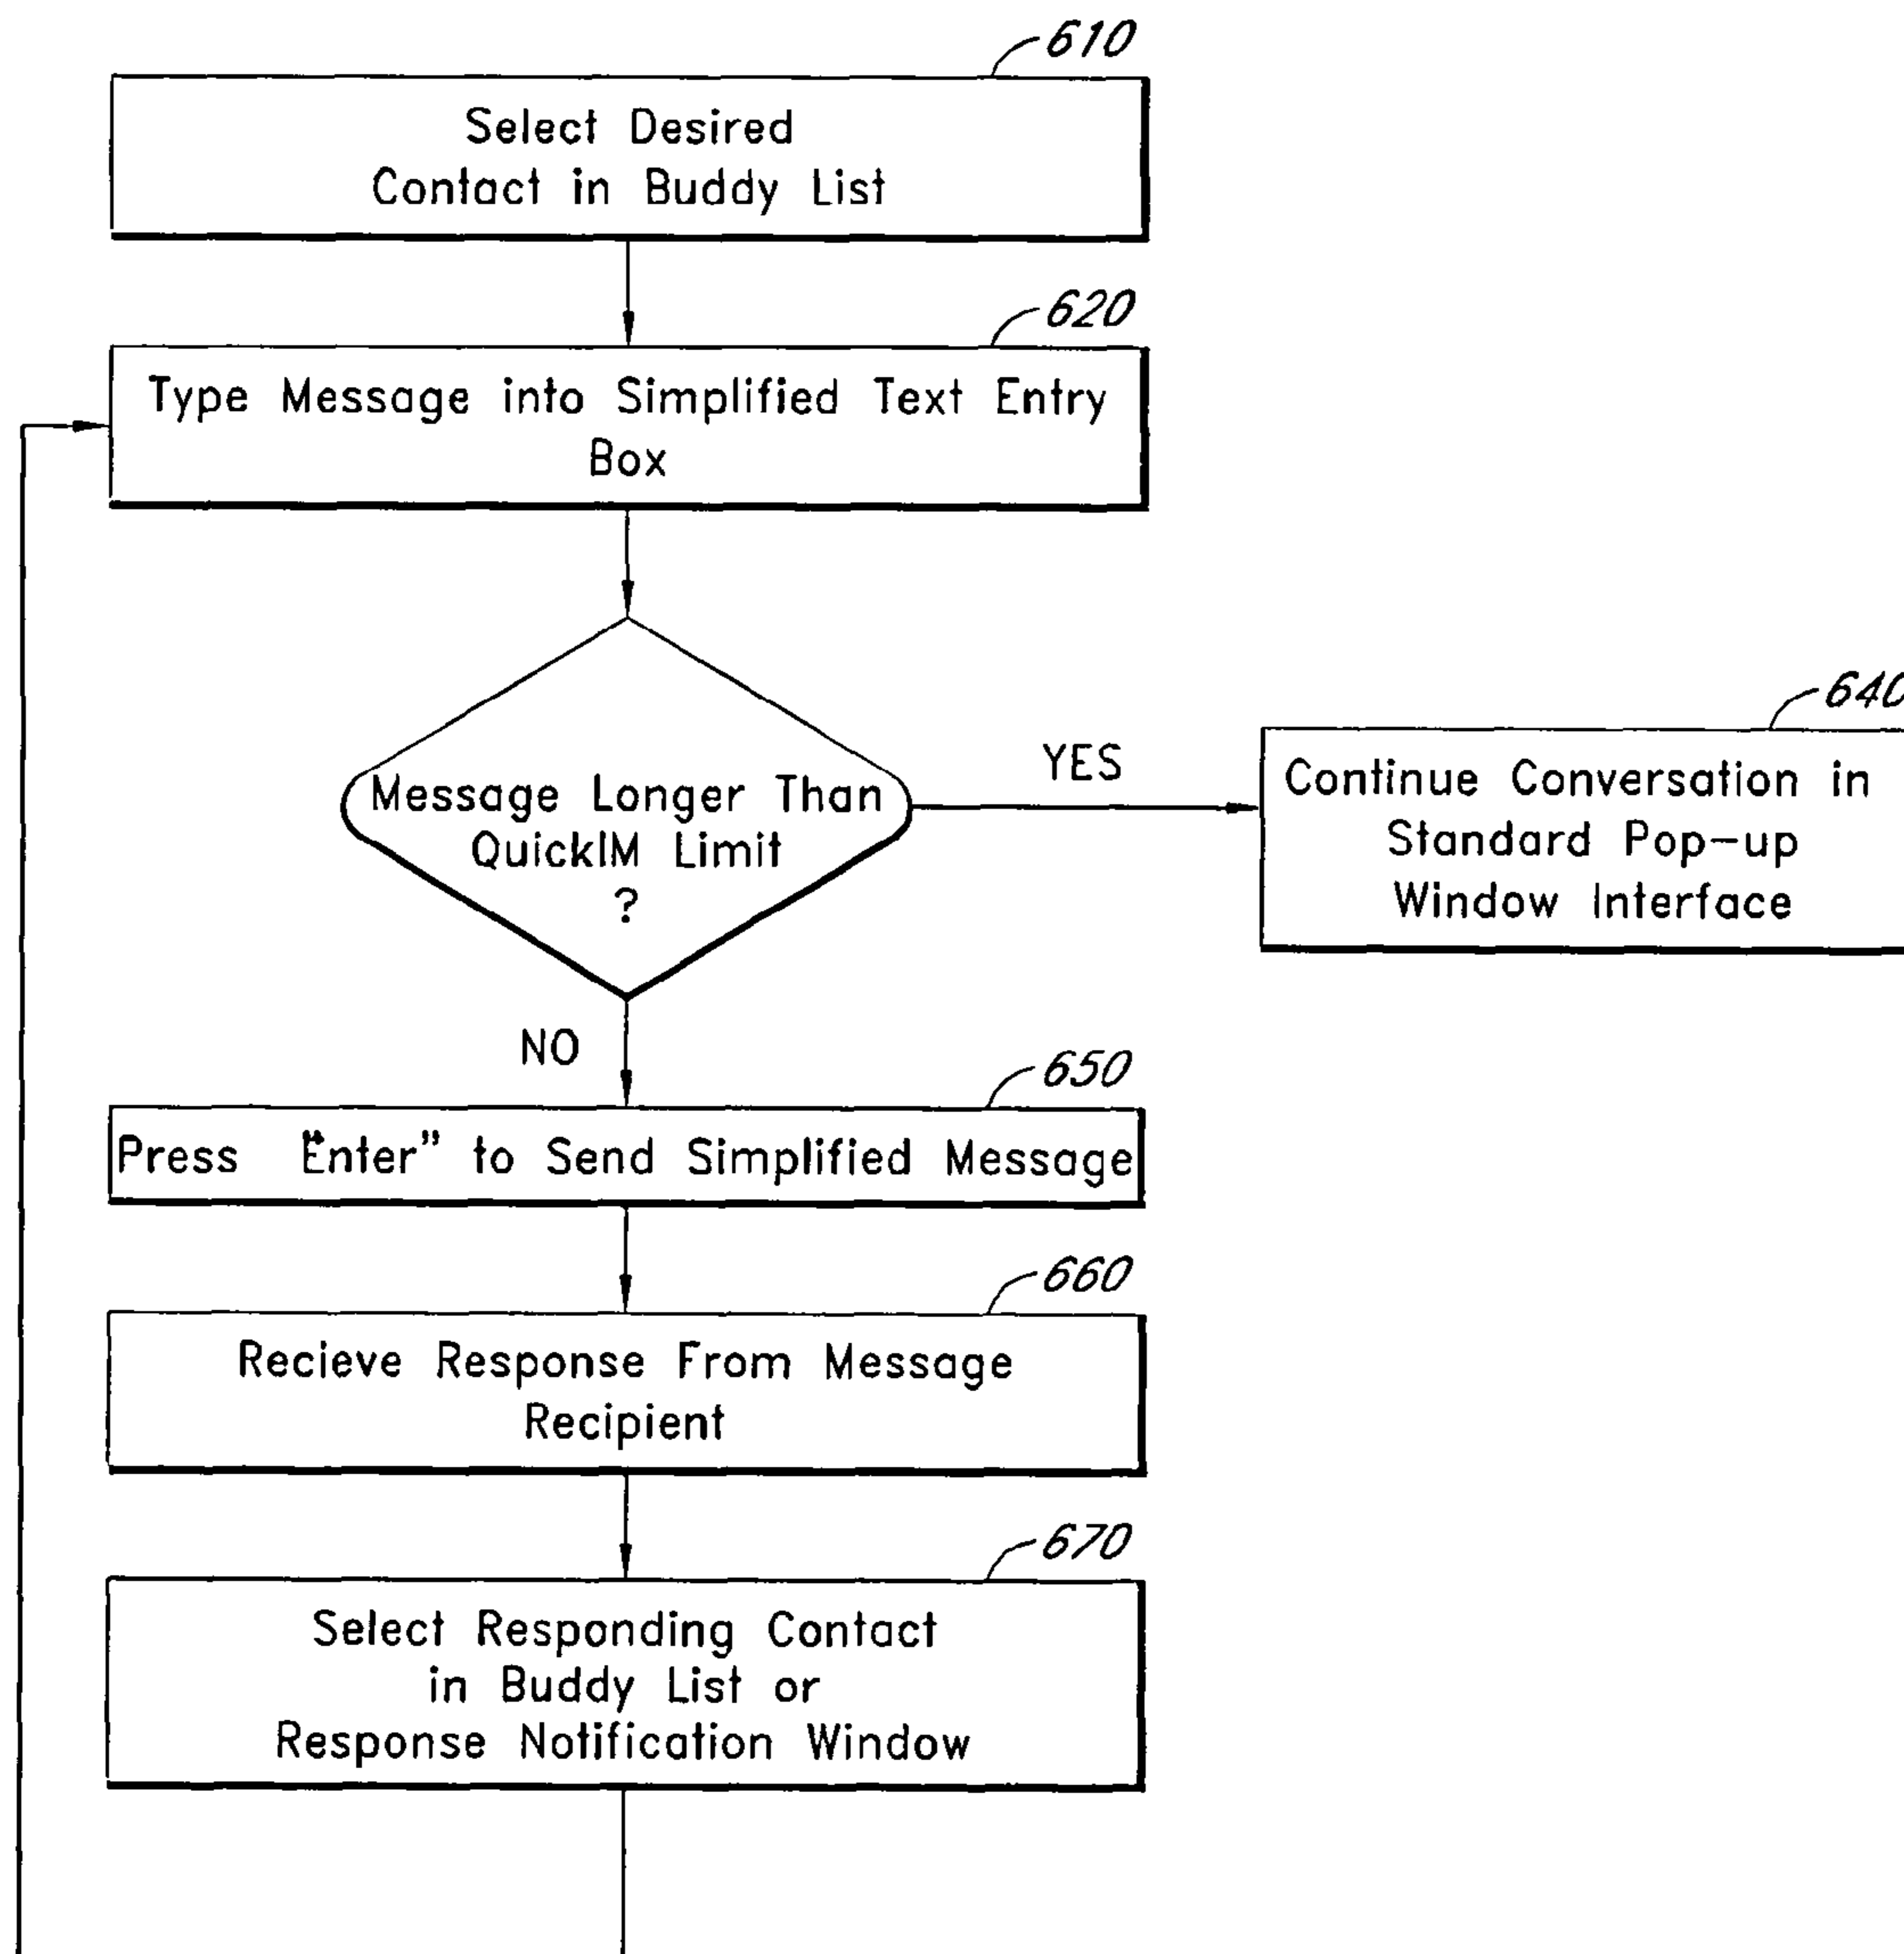 610
Select Desired
Contact in Buddy List
620
Type Message into Simplified Text Entry
Box
Message Longer Than
QuickIM Limit
?
YES
640
Continue Conversation in
Standard Pop-up
Window Interface
NO
650
Press "Enter" to Send Simplified Message
660
Recieve Response From Message
Recipient
670
Select Responding Contact
in Buddy List or
Response Notification Window